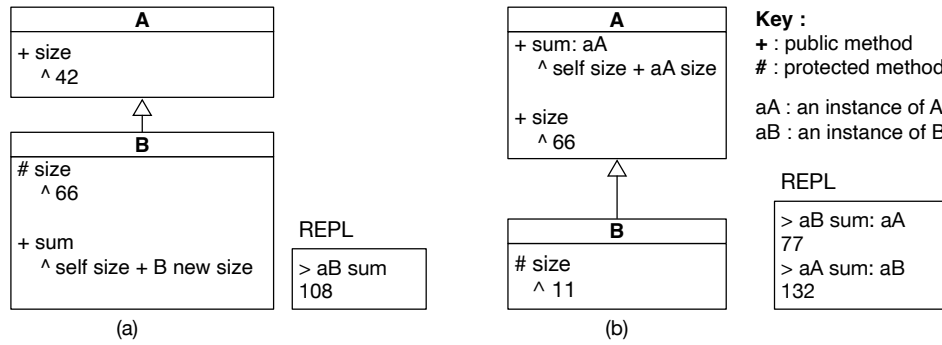 A
+ size
^ 42
B
# size
^ 66
+ sum
^ self size + B new size
REPL
> aB sum
108
(a)
A
+ sum: aA
^ self size + aA size
+ size
^ 66
B
# size
^ 11
(b)
Key :
+ : public method
# : protected method
aA : an instance of A
aB : an instance of B
REPL
> aB sum: aA
77
> aA sum: aB
132